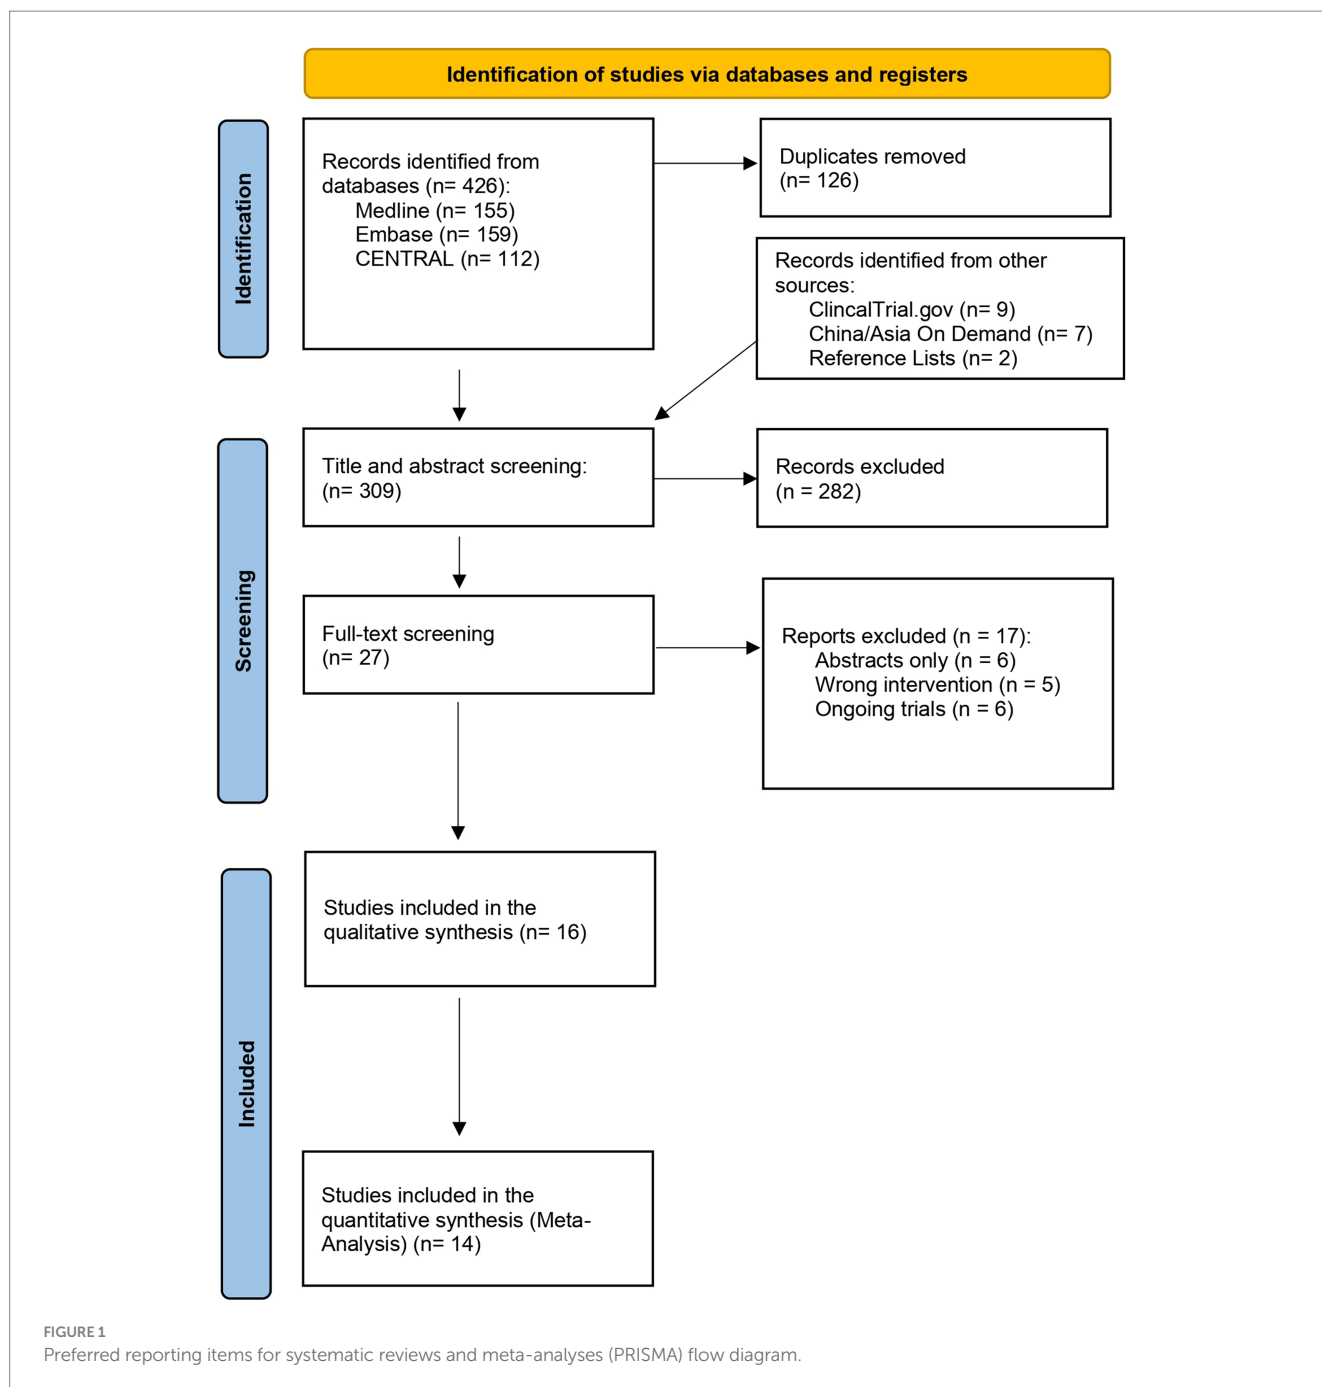 Identification of studies via databases and registers
Identification
Records identified from
databases (n= 426):
Medline (n= 155)
Embase (n= 159)
CENTRAL (n= 112)
Duplicates removed
(n= 126)
Records identified from other
sources:
ClincalTrial.gov (n= 9)
China/Asia On Demand (n= 7)
Reference Lists (n= 2)
Screening
Title and abstract screening:
(n= 309)
Records excluded
(n = 282)
Full-text screening
(n= 27)
Reports excluded (n = 17):
Abstracts only (n = 6)
Wrong intervention (n = 5)
Ongoing trials (n = 6)
Included
Studies included in the
qualitative synthesis (n= 16)
Studies included in the
quantitative synthesis (Meta-
Analysis) (n= 14)
FIGURE 1
Preferred reporting items for systematic reviews and meta-analyses (PRISMA) flow diagram.